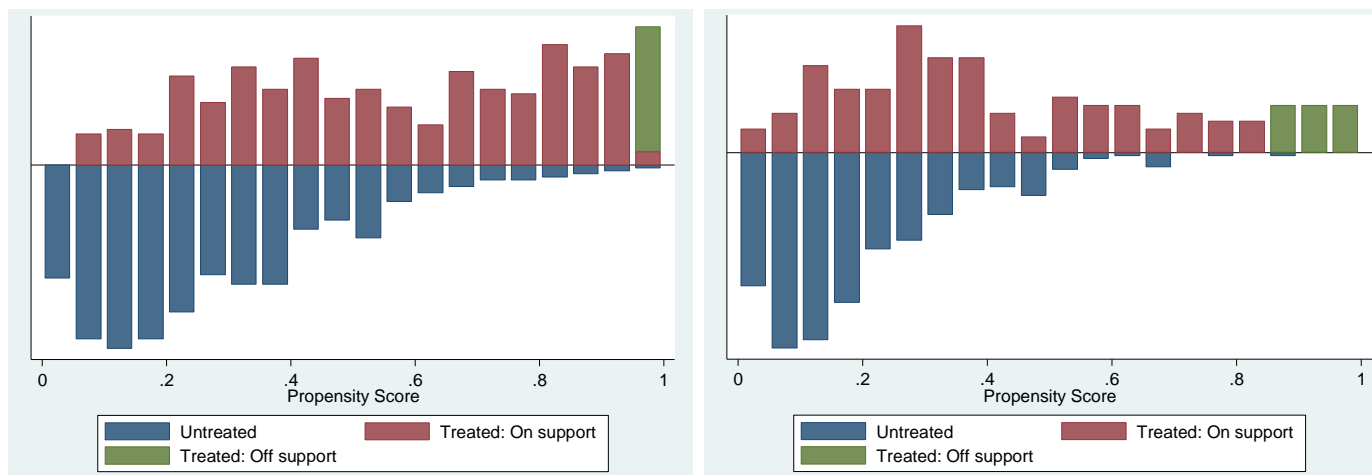 0 .2 .4 .6 .8 1
Propensity Score
Untreated Treated: On support
Treated: Off support
0 .2 .4 .6 .8 1
Propensity Score
Untreated Treated: On support
Treated: Off support